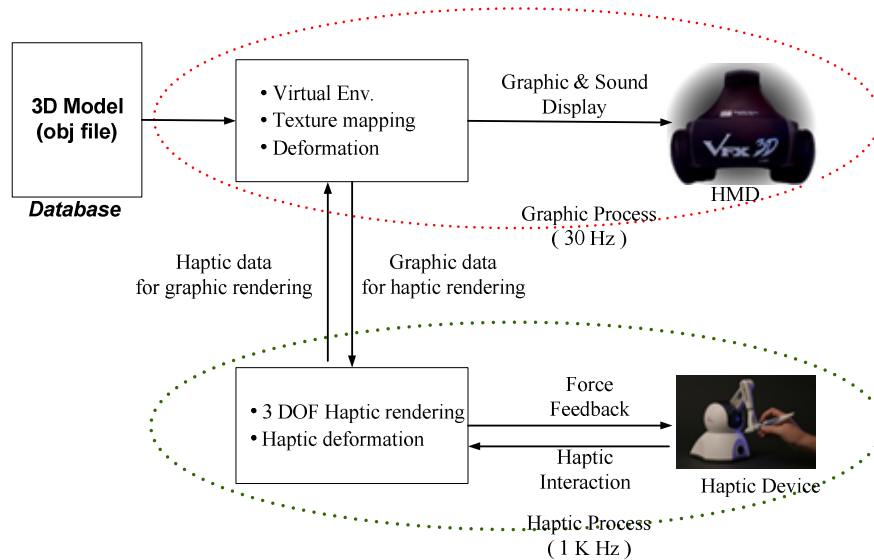 3D Model
(obj file)
Database
• Virtual Env.
• Texture mapping
• Deformation
Graphic & Sound
Display
VFX 3D
HMD
Graphic Process
( 30 Hz )
Haptic data
for graphic rendering
Graphic data
for haptic rendering
• 3 DOF Haptic rendering
• Haptic deformation
Force
Feedback
Haptic
Interaction
Haptic Device
Haptic Process
( 1 K Hz )